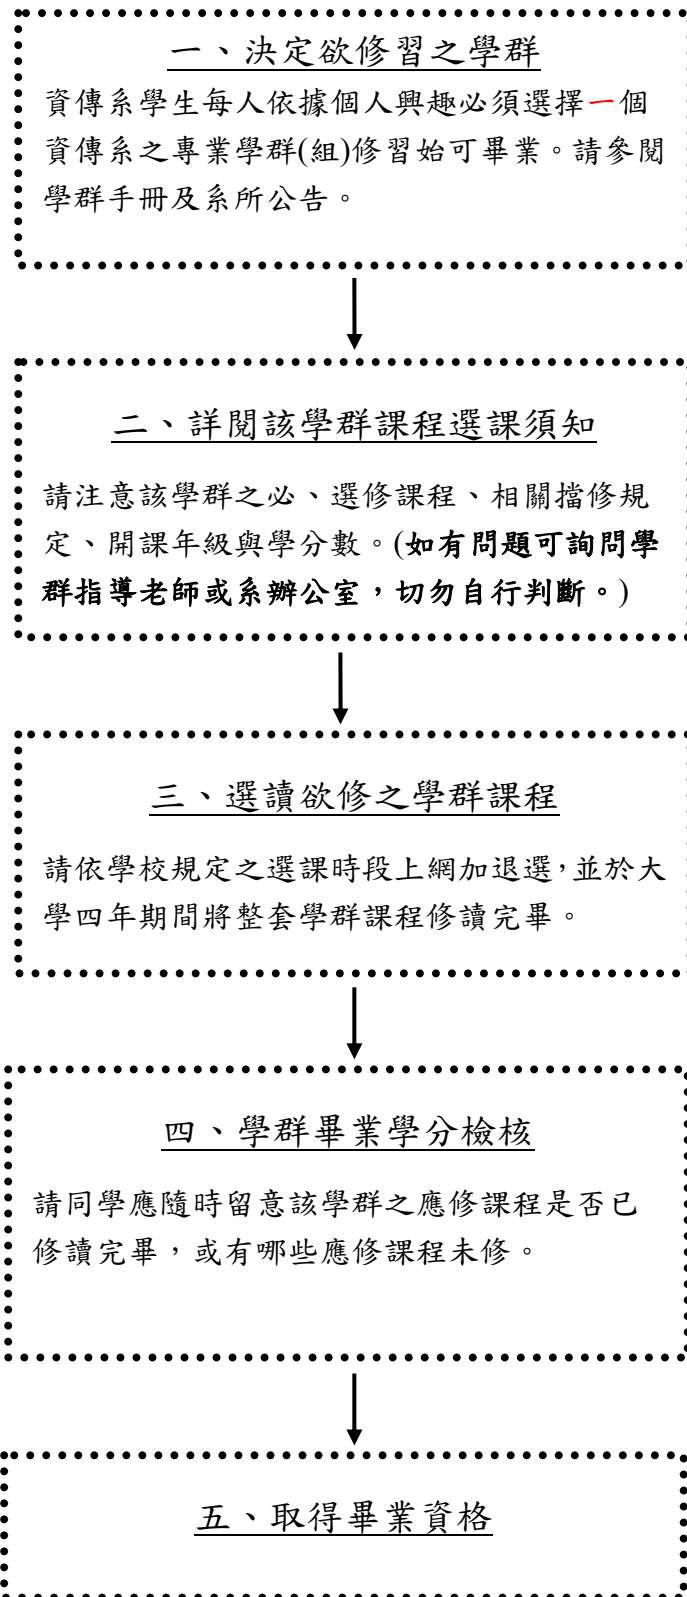 一、決定欲修習之學群
資傳系學生每人依據個人興趣必須選擇一個
資傳系之專業學群(組)修習始可畢業。請參閱
學群手冊及系所公告。
二、詳閱該學群課程選課須知
請注意該學群之必、選修課程、相關擋修規
定、開課年級與學分數。(如有問題可詢問學
群指導老師或系辦公室，切勿自行判斷。)
三、選讀欲修之學群課程
請依學校規定之選課時段上網加退選，並於大
學四年期間將整套學群課程修讀完畢。
四、學群畢業學分檢核
請同學應隨時留意該學群之應修課程是否已
修讀完畢，或有哪些應修課程未修。
五、取得畢業資格